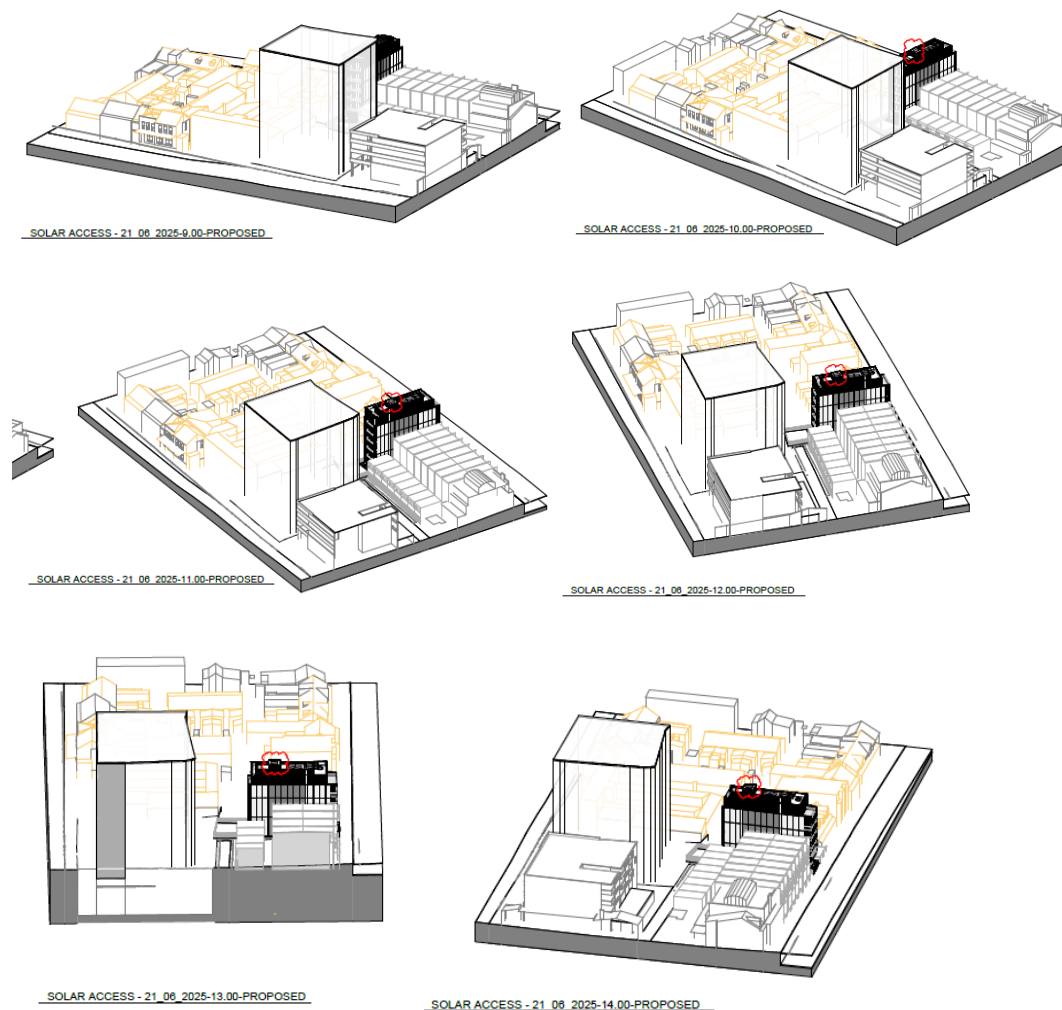 SOLAR ACCESS - 21_06_2025-9.00-PROPOSED
SOLAR ACCESS - 21_06_2025-10.00-PROPOSED
SOLAR ACCESS - 21_06_2025-11.00-PROPOSED
SOLAR ACCESS - 21_06_2025-12.00-PROPOSED
SOLAR ACCESS - 21_06_2025-13.00-PROPOSED
SOLAR ACCESS - 21_06_2025-14.00-PROPOSED